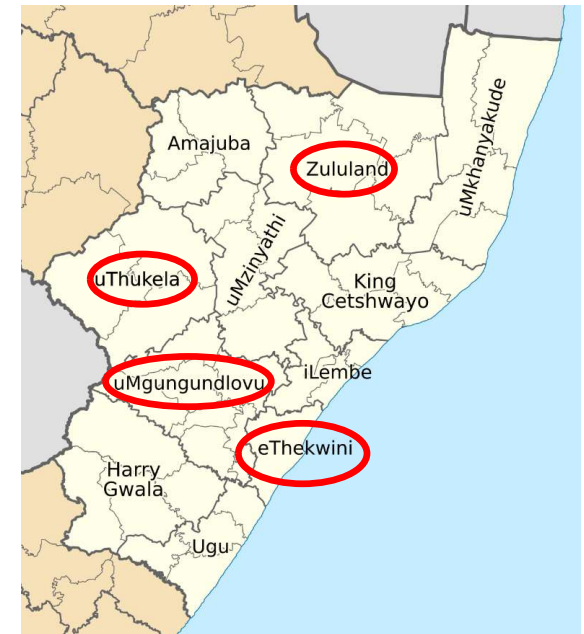 uMkhanyakude
Amajuba
Zululand
uMzinyathi
uThukela
King
Cetshwayo
iLembe
uMgungundlovu
eThekwini
Harry
Gwala
Ugu